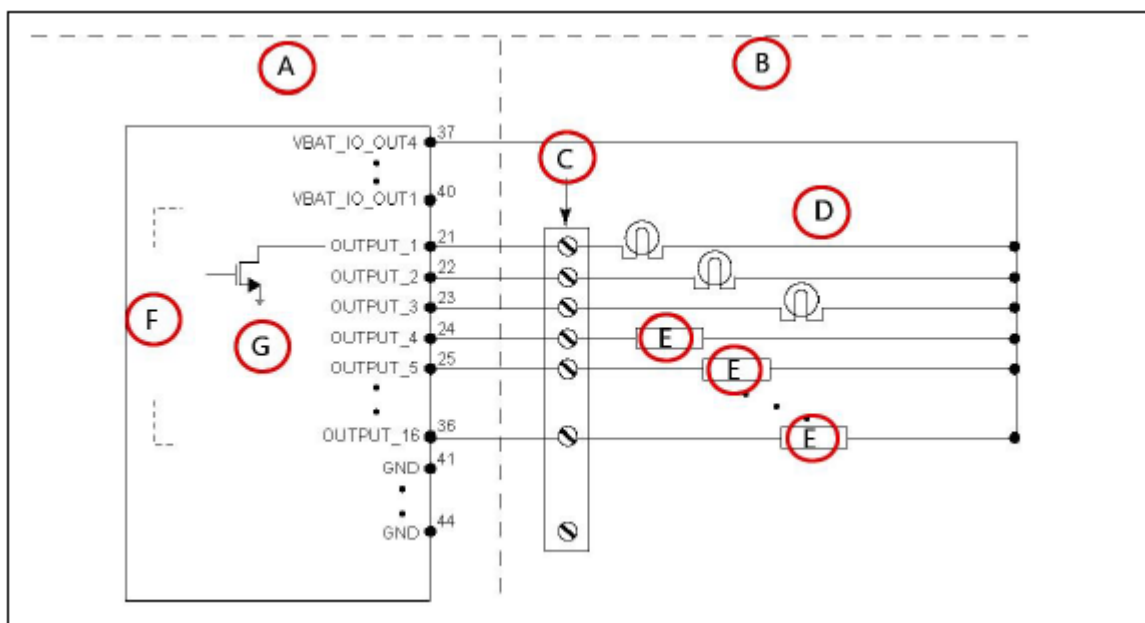 A
B
VBAT_IO_OUT4 37
C
VBAT_IO_OUT1 40
D
OUTPUT_1 21
OUTPUT_2 22
OUTPUT_3 23
F
OUTPUT_4 24
E
G
OUTPUT_5 25
E
OUTPUT_16 36
E
GND 41
GND 44